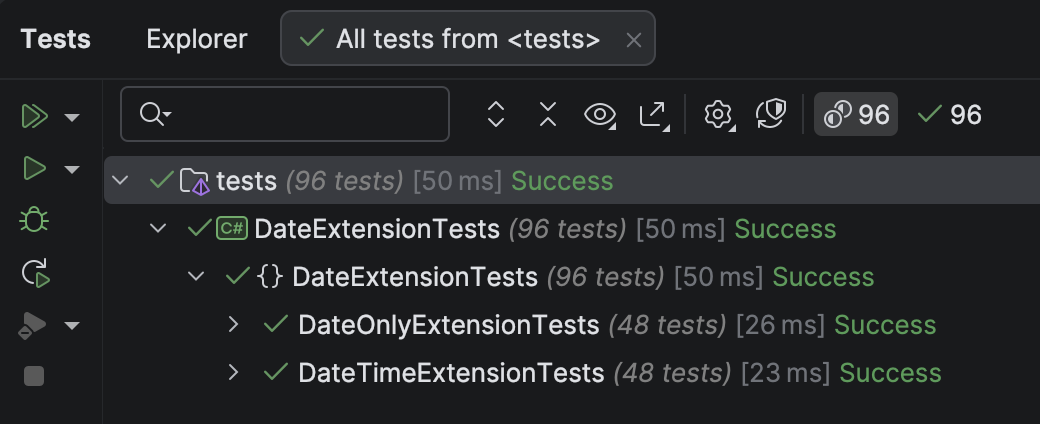 Tests Explorer All tests from <tests>
96 96
tests (96 tests) [50 ms] Success
C# DateExtensionTests (96 tests) [50 ms] Success
{} DateExtensionTests (96 tests) [50 ms] Success
DateOnlyExtensionTests (48 tests) [26 ms] Success
DateTimeExtensionTests (48 tests) [23 ms] Success